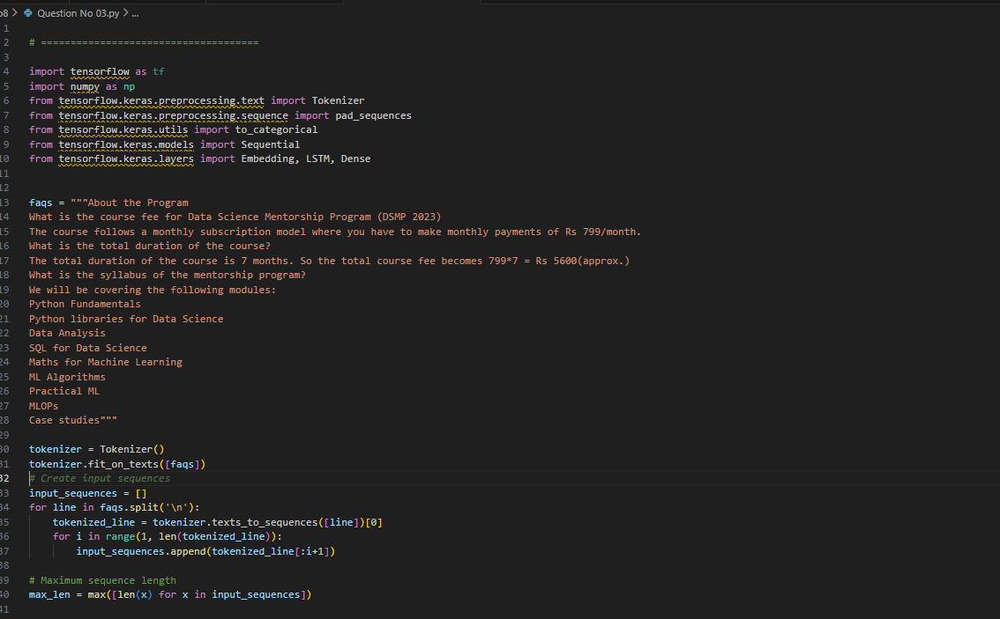 o8 > Question No 03.py > ...
1
2 # =====================================
3
4 import tensorflow as tf
5 import numpy as np
6 from tensorflow.keras.preprocessing.text import Tokenizer
7 from tensorflow.keras.preprocessing.sequence import pad_sequences
8 from tensorflow.keras.utils import to_categorical
9 from tensorflow.keras.models import Sequential
10 from tensorflow.keras.layers import Embedding, LSTM, Dense
11
12
13 faqs = """About the Program
14 What is the course fee for Data Science Mentorship Program (DSMP 2023)
15 The course follows a monthly subscription model where you have to make monthly payments of Rs 799/month.
16 What is the total duration of the course?
17 The total duration of the course is 7 months. So the total course fee becomes 799*7 = Rs 5600(approx.)
18 What is the syllabus of the mentorship program?
19 We will be covering the following modules:
20 Python Fundamentals
21 Python libraries for Data Science
22 Data Analysis
23 SQL for Data Science
24 Maths for Machine Learning
25 ML Algorithms
26 Practical ML
27 MLOPs
28 Case studies"""
29
30 tokenizer = Tokenizer()
31 tokenizer.fit_on_texts([faqs])
32 # Create input sequences
33 input_sequences = []
34 for line in faqs.split('\n'):
35     tokenized_line = tokenizer.texts_to_sequences([line])[0]
36     for i in range(1, len(tokenized_line)):
37         input_sequences.append(tokenized_line[:i+1])
38
39 # Maximum sequence length
40 max_len = max([len(x) for x in input_sequences])
41